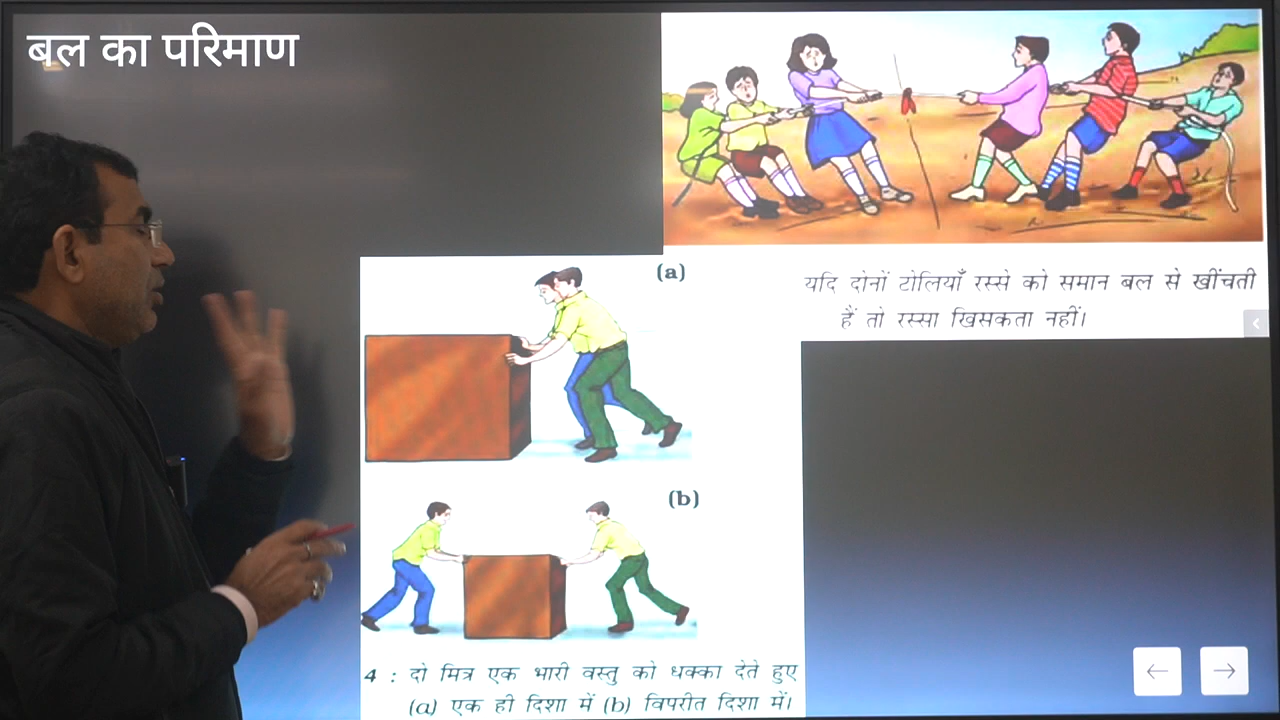 बल का परिमाण
(a)
यदि दोनों टोलियाँ रस्से को समान बल से खींचती
हैं तो रस्सा खिसकता नहीं।
(b)
4 : दो मित्र एक भारी वस्तु को धक्का देते हुए
(a) एक ही दिशा में (b) विपरीत दिशा में।